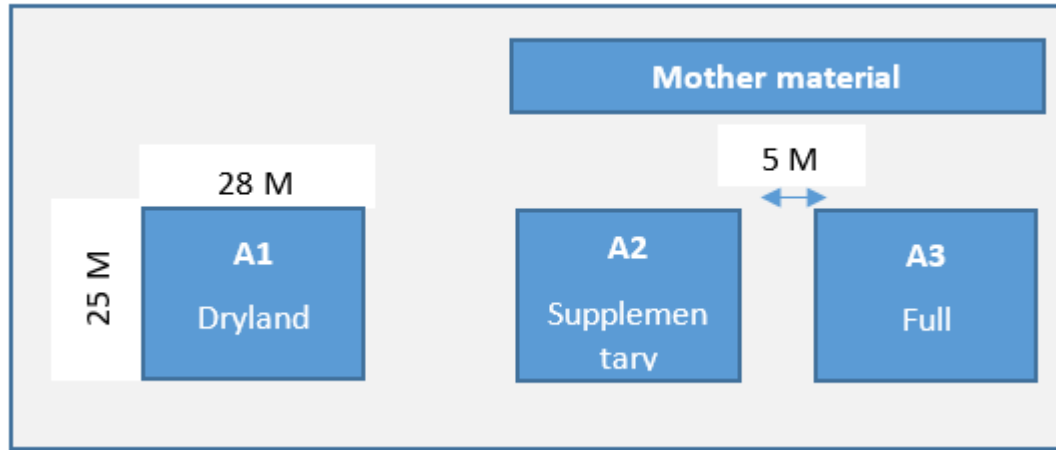 Mother material
5 M
28 M
25 M
A1
Dryland
A2
Supplemen
tary
A3
Full